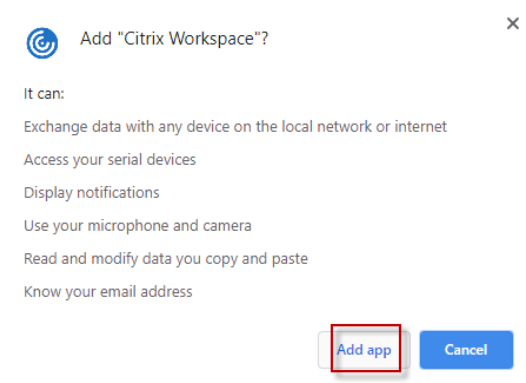 Add "Citrix Workspace"?
It can:
Exchange data with any device on the local network or internet
Access your serial devices
Display notifications
Use your microphone and camera
Read and modify data you copy and paste
Know your email address
Add app
Cancel